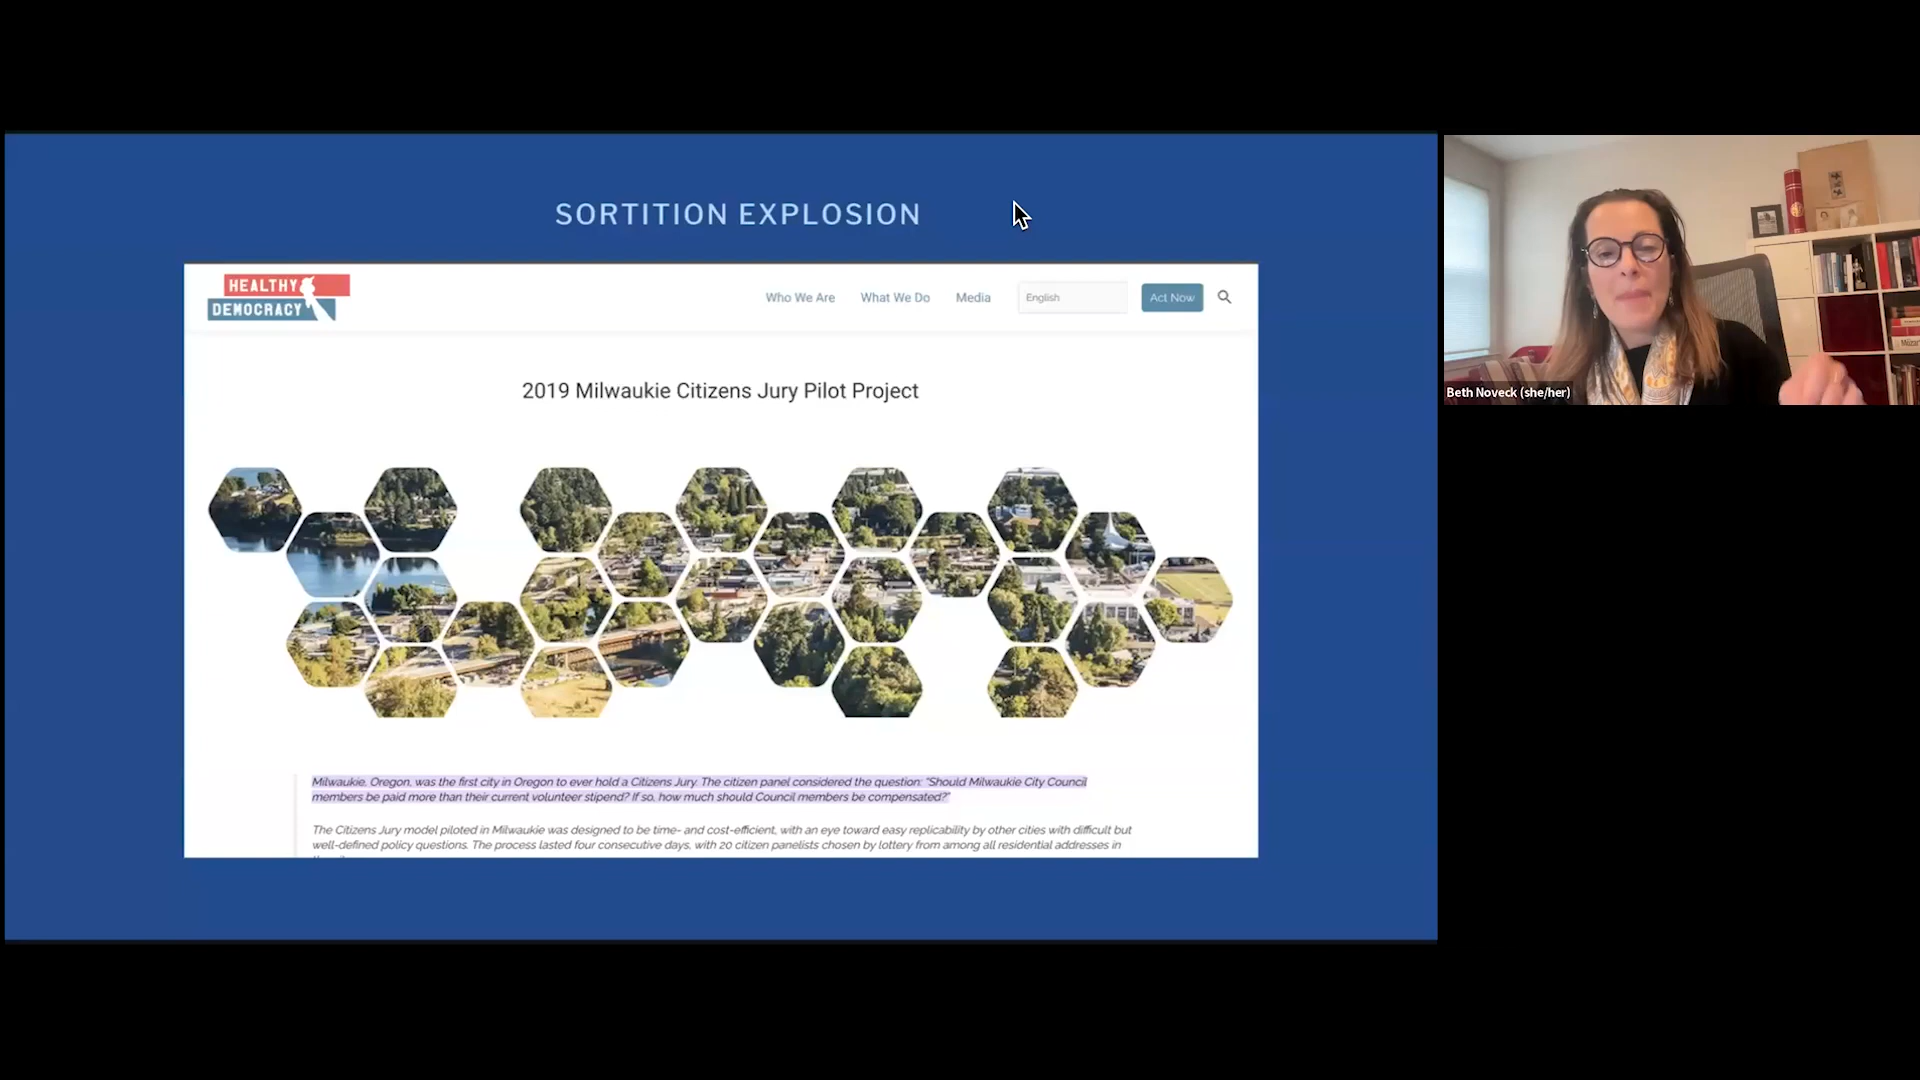 SORTITION EXPLOSION
HEALTHY
DEMOCRACY
Who We Are
What We Do
Media
English
Act Now
2019 Milwaukie Citizens Jury Pilot Project
Milwaukie, Oregon, was the first city in Oregon to ever hold a Citizens Jury. The citizen panel considered the question: "Should Milwaukie City Council
members be paid more than their current volunteer stipend? If so, how much should Council members be compensated?"
The Citizens Jury model piloted in Milwaukie was designed to be time- and cost-efficient, with an eye toward easy replicability by other cities with difficult but
well-defined policy questions. The process lasted four consecutive days, with 20 citizen panelists chosen by lottery from among all residential addresses in
Beth Noveck (she/her)